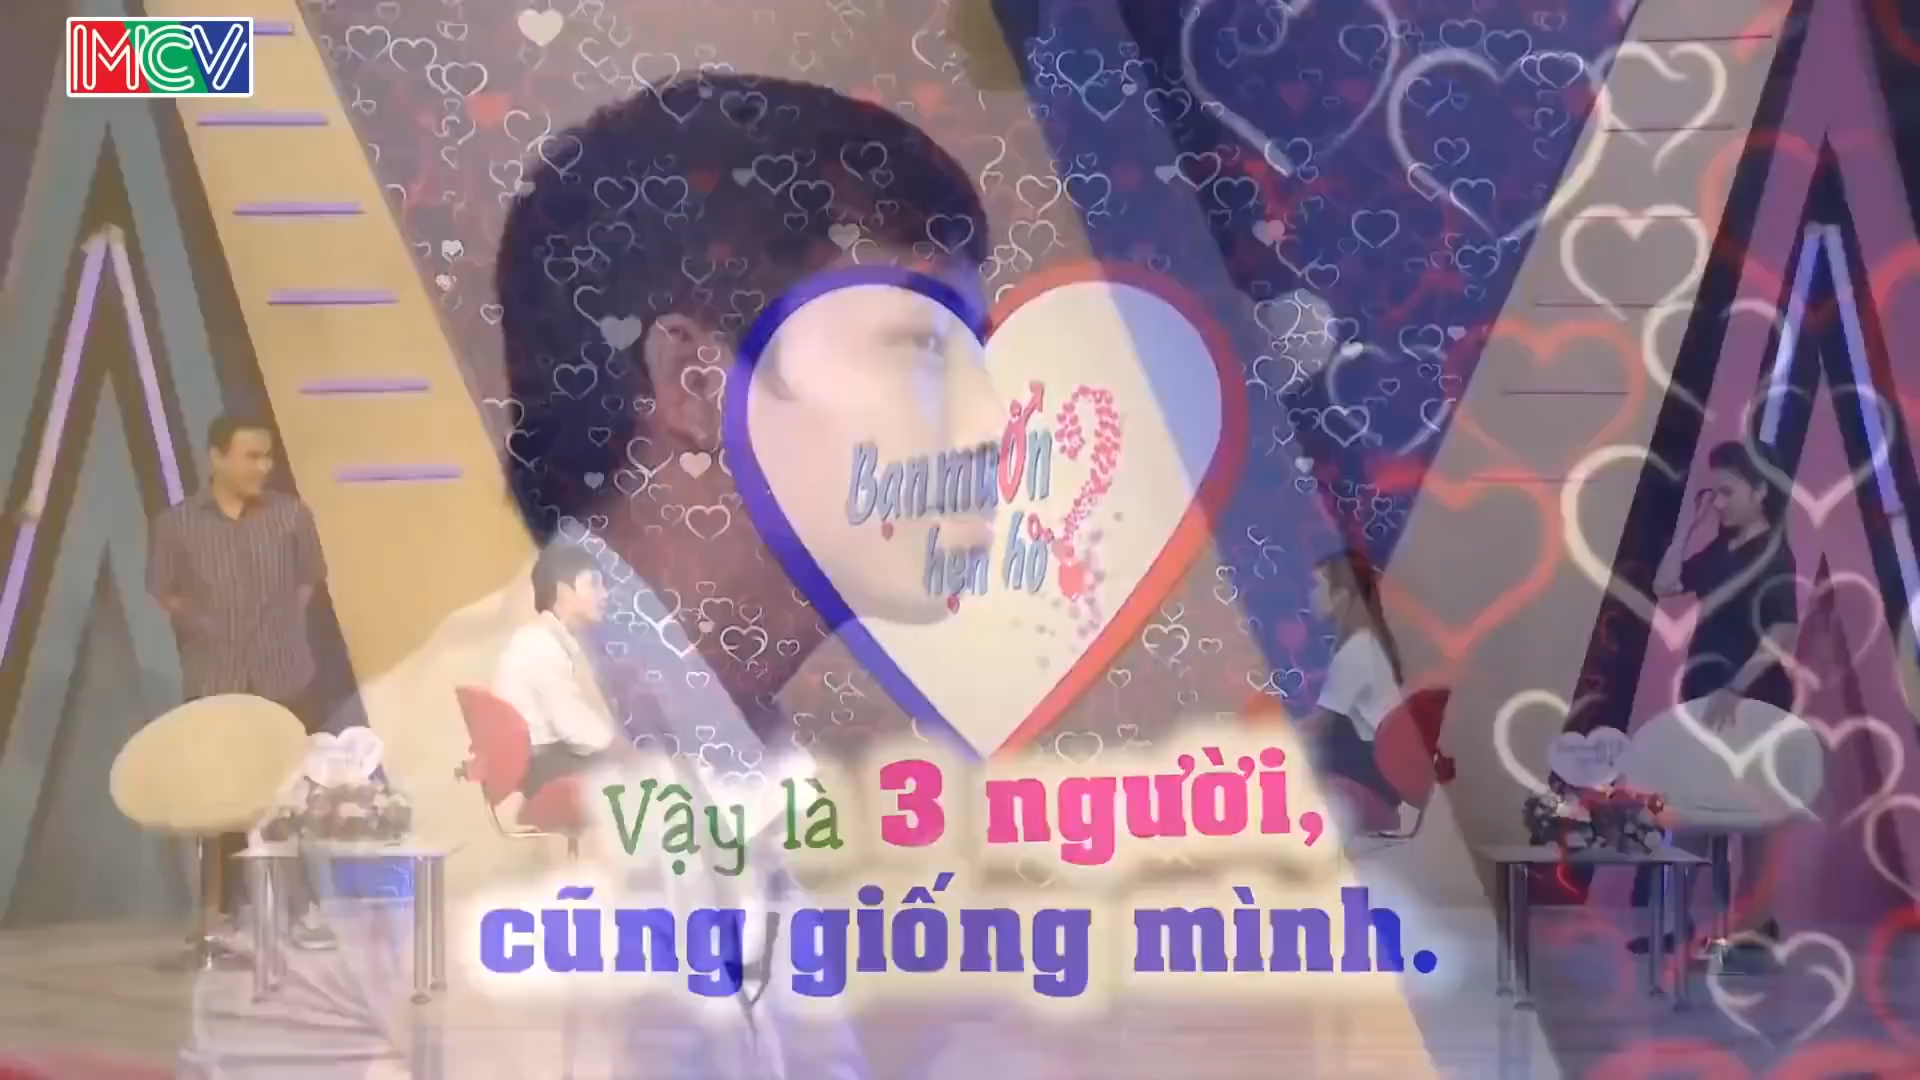 MCV
Bạn muốn
hẹn hò
Vậy là 3 người,
cũng giống mình.